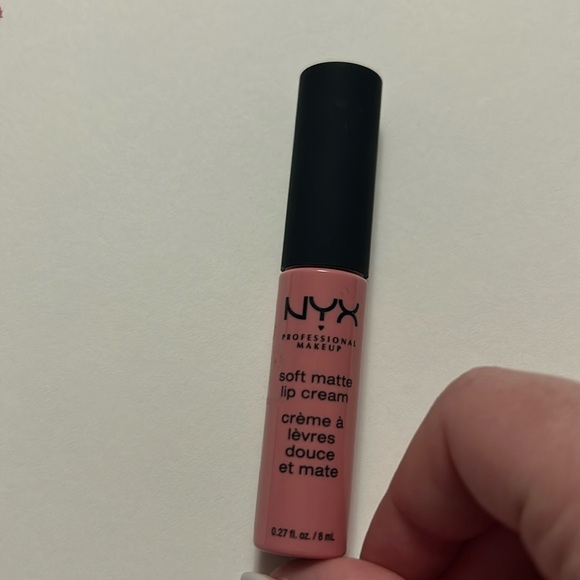 NYX
PROFESSIONAL
MAKEUP
soft matte
lip cream
crème à
lèvres
douce
et mate
0.27 fl. oz. / 8 mL